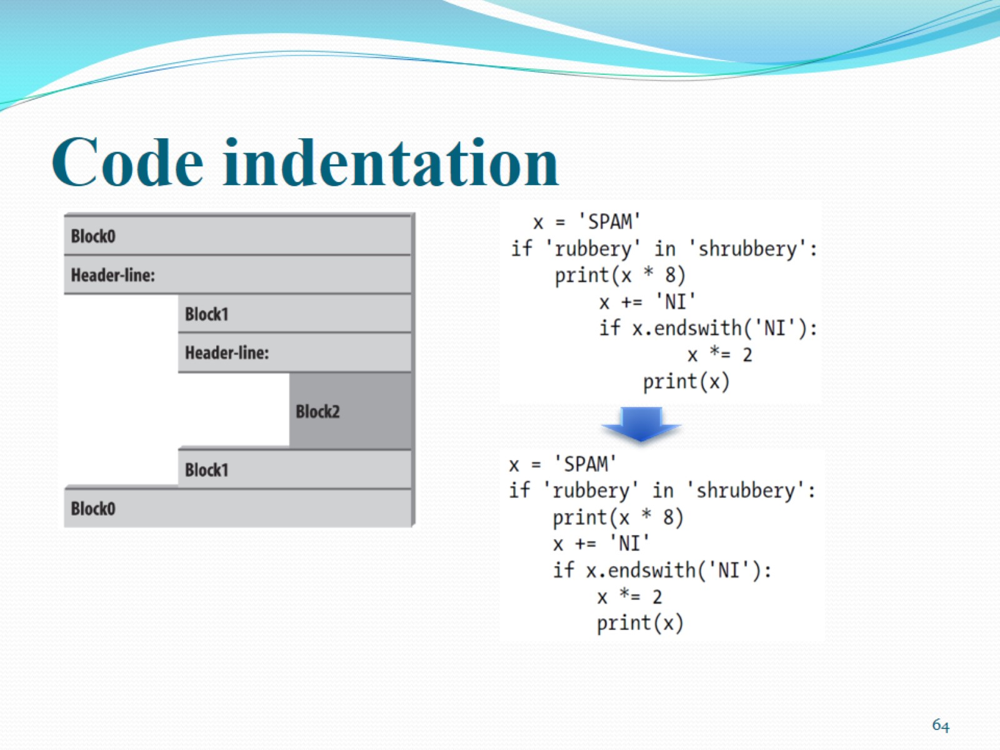 Code indentation
Block0
Header-line:
Block1
Header-line:
Block2
Block1
Block0
x = 'SPAM'
if 'rubbery' in 'shrubbery':
print(x * 8)
x += 'NI'
if x.endswith('NI'):
x *= 2
print(x)
x = 'SPAM'
if 'rubbery' in 'shrubbery':
print(x * 8)
x += 'NI'
if x.endswith('NI'):
x *= 2
print(x)
64